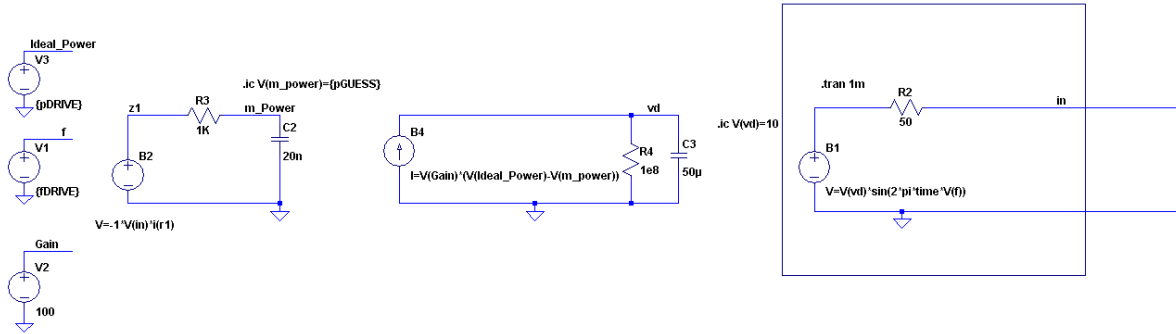 Ideal_Power
V3
{pDRIVE}
f
V1
{fDRIVE}
Gain
V2
100
.ic V(m_power)={pGUESS}
z1
R3
1K
m_Power
C2
20n
B2
V=-1*V(in)*i(r1)
vd
B4
R4
1e8
C3
50µ
I=V(Gain)*(V(Ideal_Power)-V(m_power))
.ic V(vd)=10
.tran 1m
R2
50
in
B1
V=V(vd)*sin(2*pi*time*V(f))